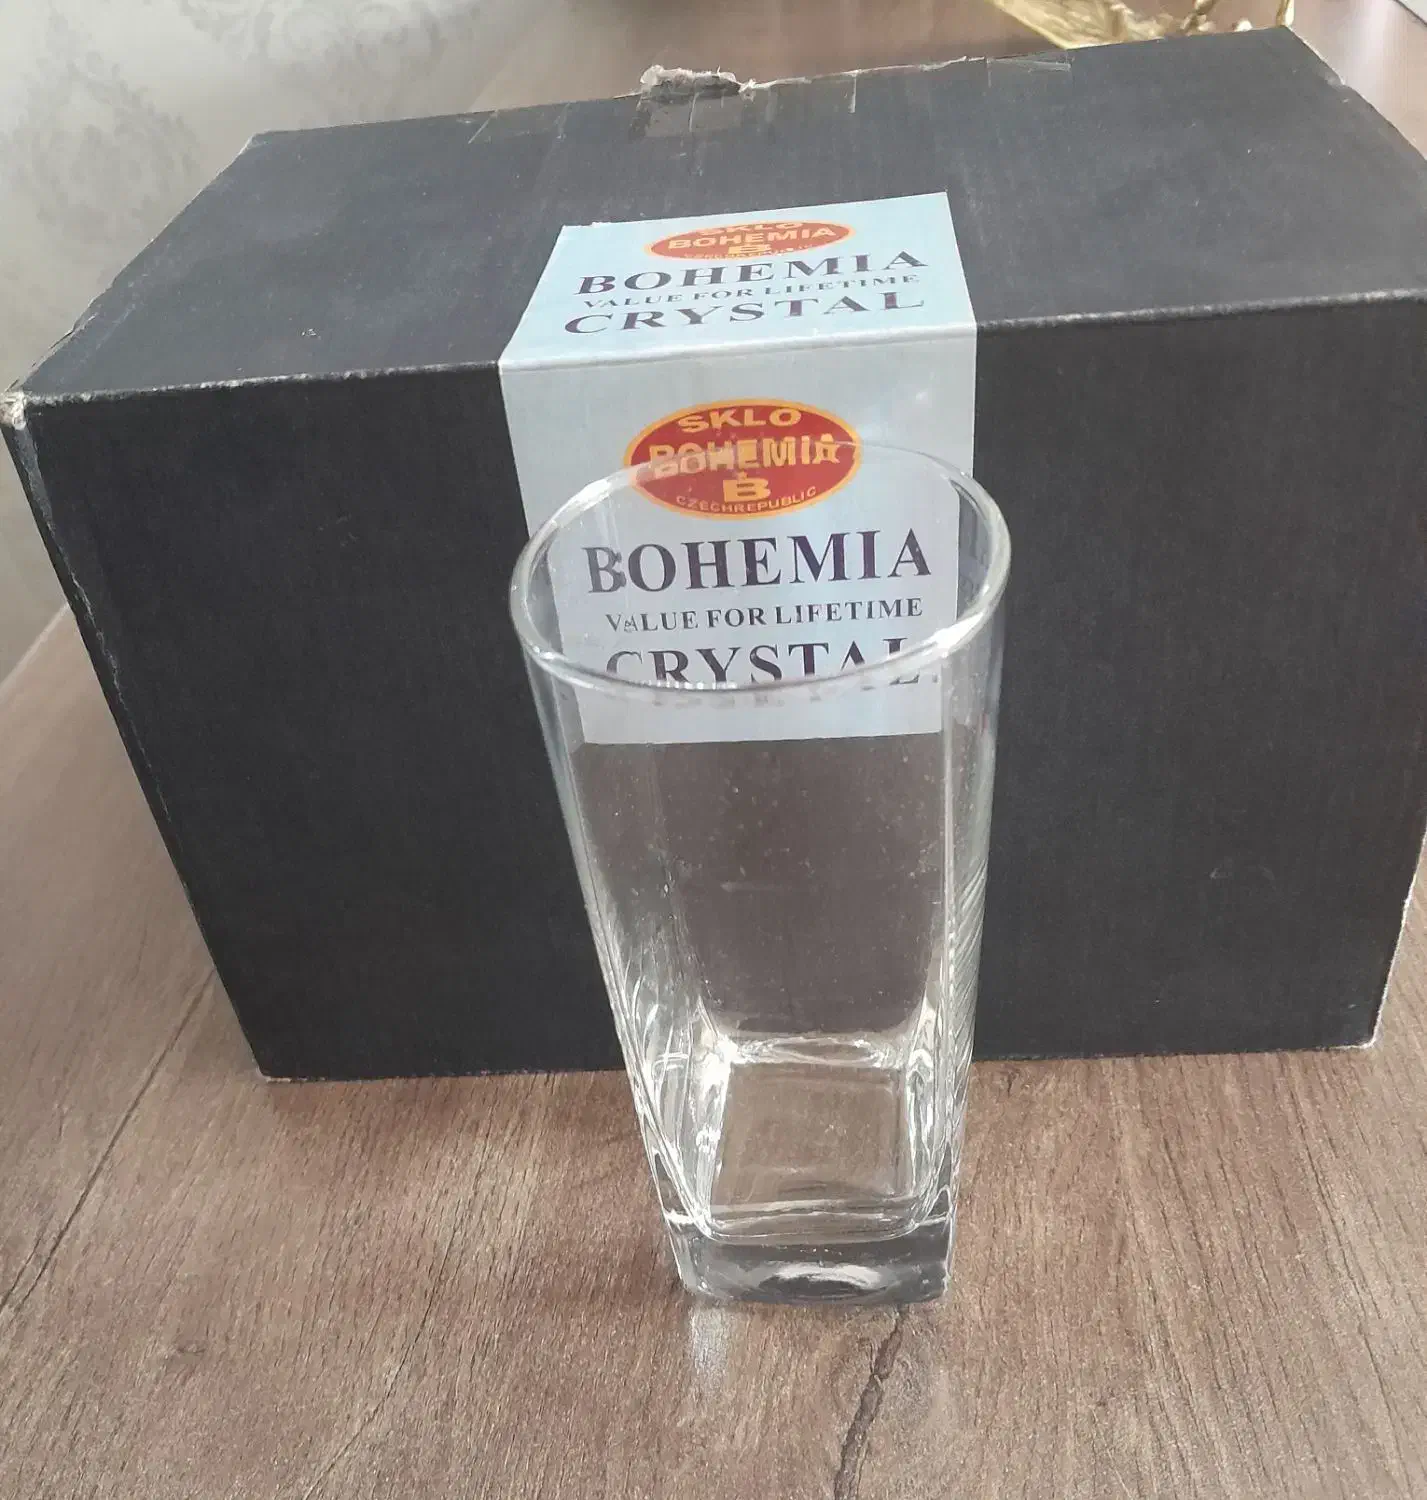 SKLO
BOHEMIA
B
BOHEMIA
VALUE FOR LIFETIME
CRYSTAL
SKLO
BOHEMIA
B
CZECHREPUBLIC
BOHEMIA
VALUE FOR LIFETIME
CRYSTAL